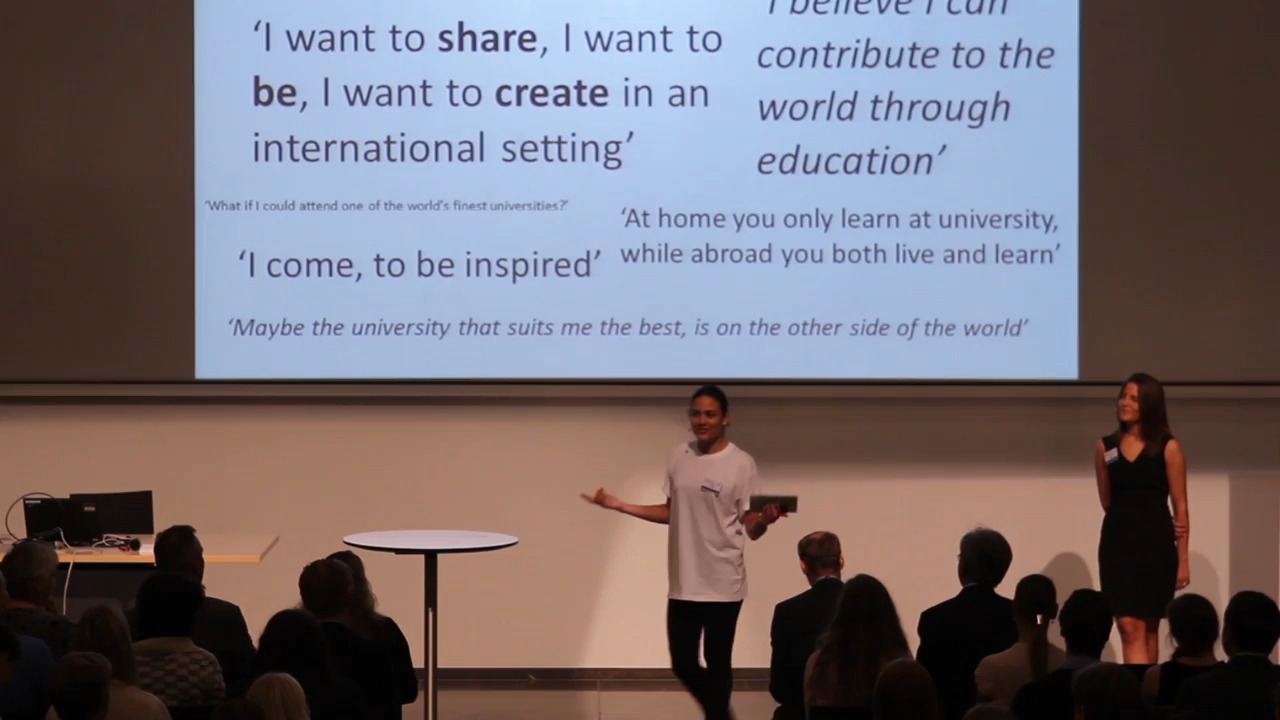 ‘I want to share, I want to
be, I want to create in an
international setting’
‘I believe I can
contribute to the
world through
education’
‘What if I could attend one of the world's finest universities?’
‘I come, to be inspired’
‘At home you only learn at university,
while abroad you both live and learn’
‘Maybe the university that suits me the best, is on the other side of the world’